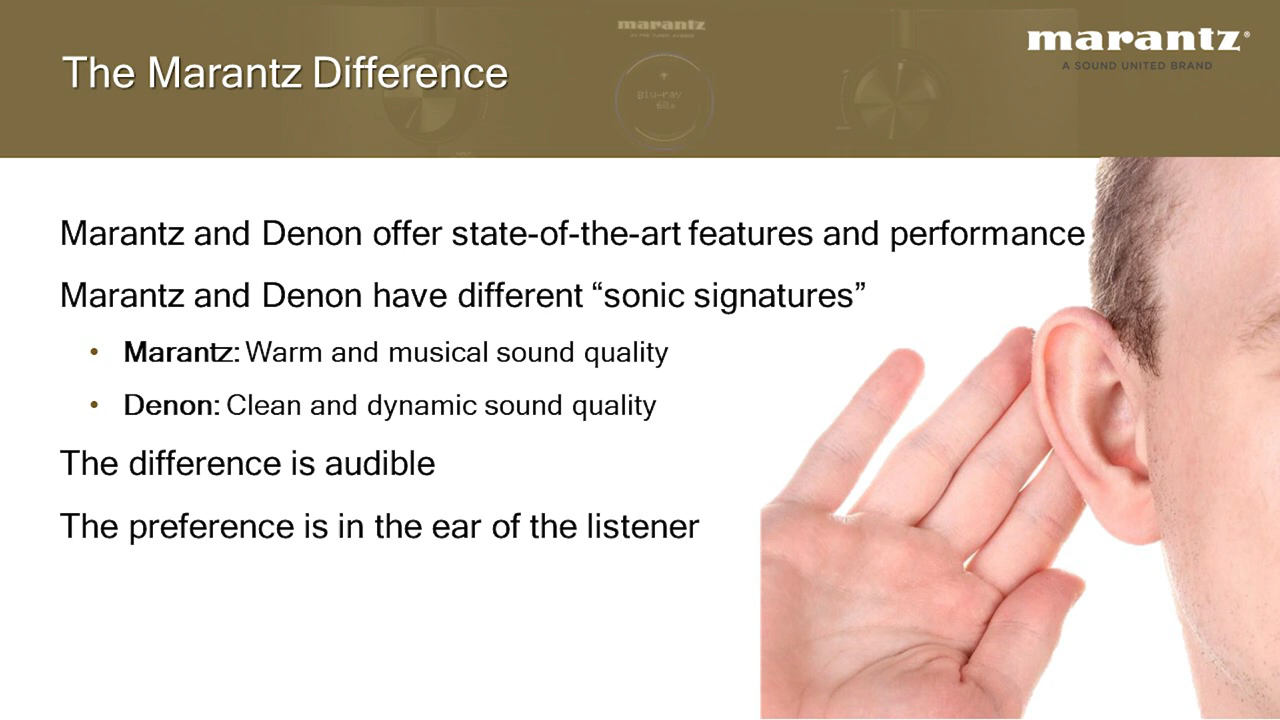 marantz
The Marantz Difference
marantz®
A SOUND UNITED BRAND
Marantz and Denon offer state-of-the-art features and performance
Marantz and Denon have different “sonic signatures”
• Marantz: Warm and musical sound quality
• Denon: Clean and dynamic sound quality
The difference is audible
The preference is in the ear of the listener